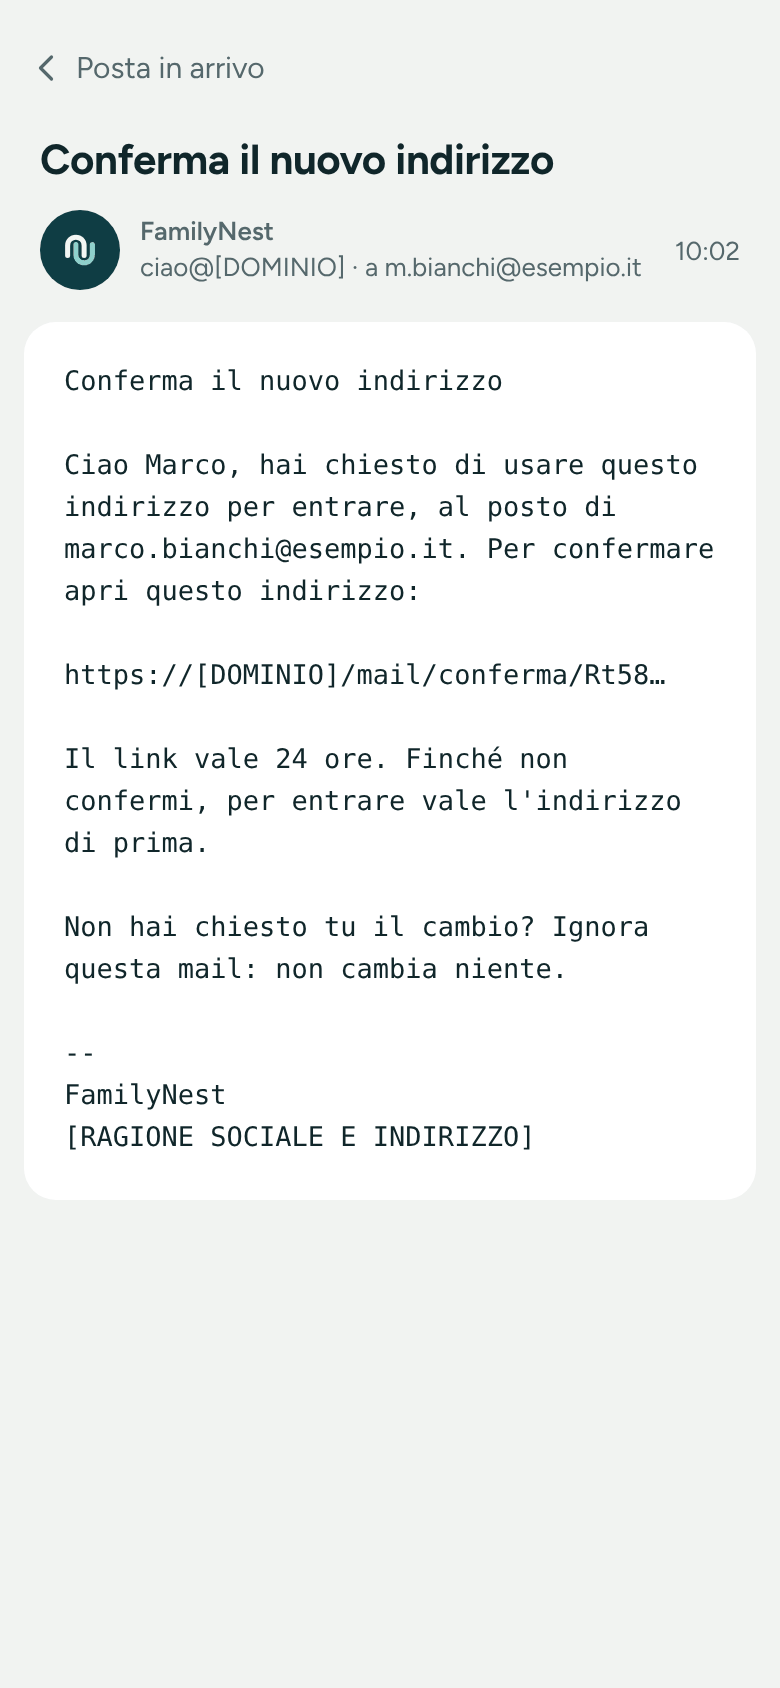 Posta in arrivo
Conferma il nuovo indirizzo
FamilyNest
ciao@[DOMINIO] · a m.bianchi@esempio.it
10:02
Conferma il nuovo indirizzo
Ciao Marco, hai chiesto di usare questo
indirizzo per entrare, al posto di
marco.bianchi@esempio.it. Per confermare
apri questo indirizzo:
https://[DOMINIO]/mail/conferma/Rt58…
Il link vale 24 ore. Finché non
confermi, per entrare vale l'indirizzo
di prima.
Non hai chiesto tu il cambio? Ignora
questa mail: non cambia niente.
--
FamilyNest
[RAGIONE SOCIALE E INDIRIZZO]